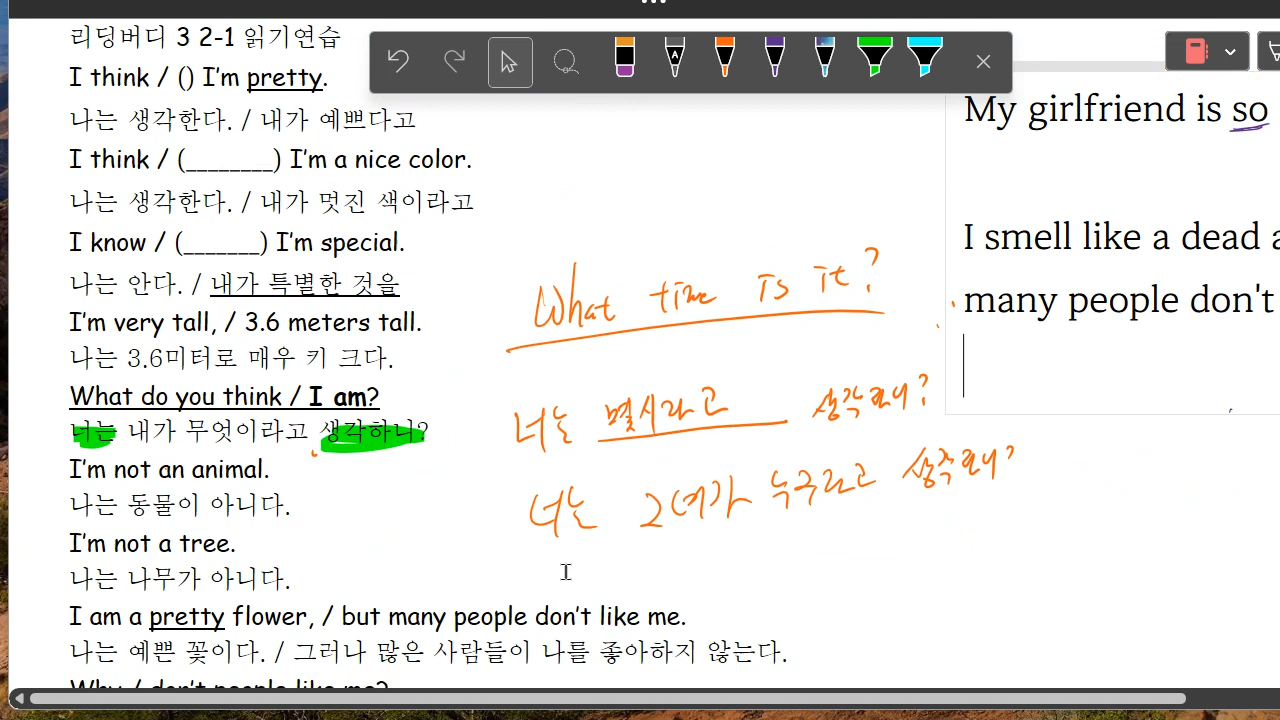 리딩버디 3 2-1 읽기연습
I think / () I'm pretty.
나는 생각한다. / 내가 예쁘다고
I think / (________) I'm a nice color.
나는 생각한다. / 내가 멋진 색이라고
I know / (_______) I'm special.
나는 안다. / 내가 특별한 것을
I'm very tall, / 3.6 meters tall.
나는 3.6미터로 매우 키 크다.
What do you think / I am?
너는 내가 무엇이라고 생각하니?
I'm not an animal.
나는 동물이 아니다.
I'm not a tree.
나는 나무가 아니다.
I am a pretty flower, / but many people don't like me.
나는 예쁜 꽃이다. / 그러나 많은 사람들이 나를 좋아하지 않는다.
Why / don't people like me?
What time is it?
너는 몇시라고 생각하니?
너는 그녀가 누구라고 생각하니?
My girlfriend is so
I smell like a dead a
many people don't